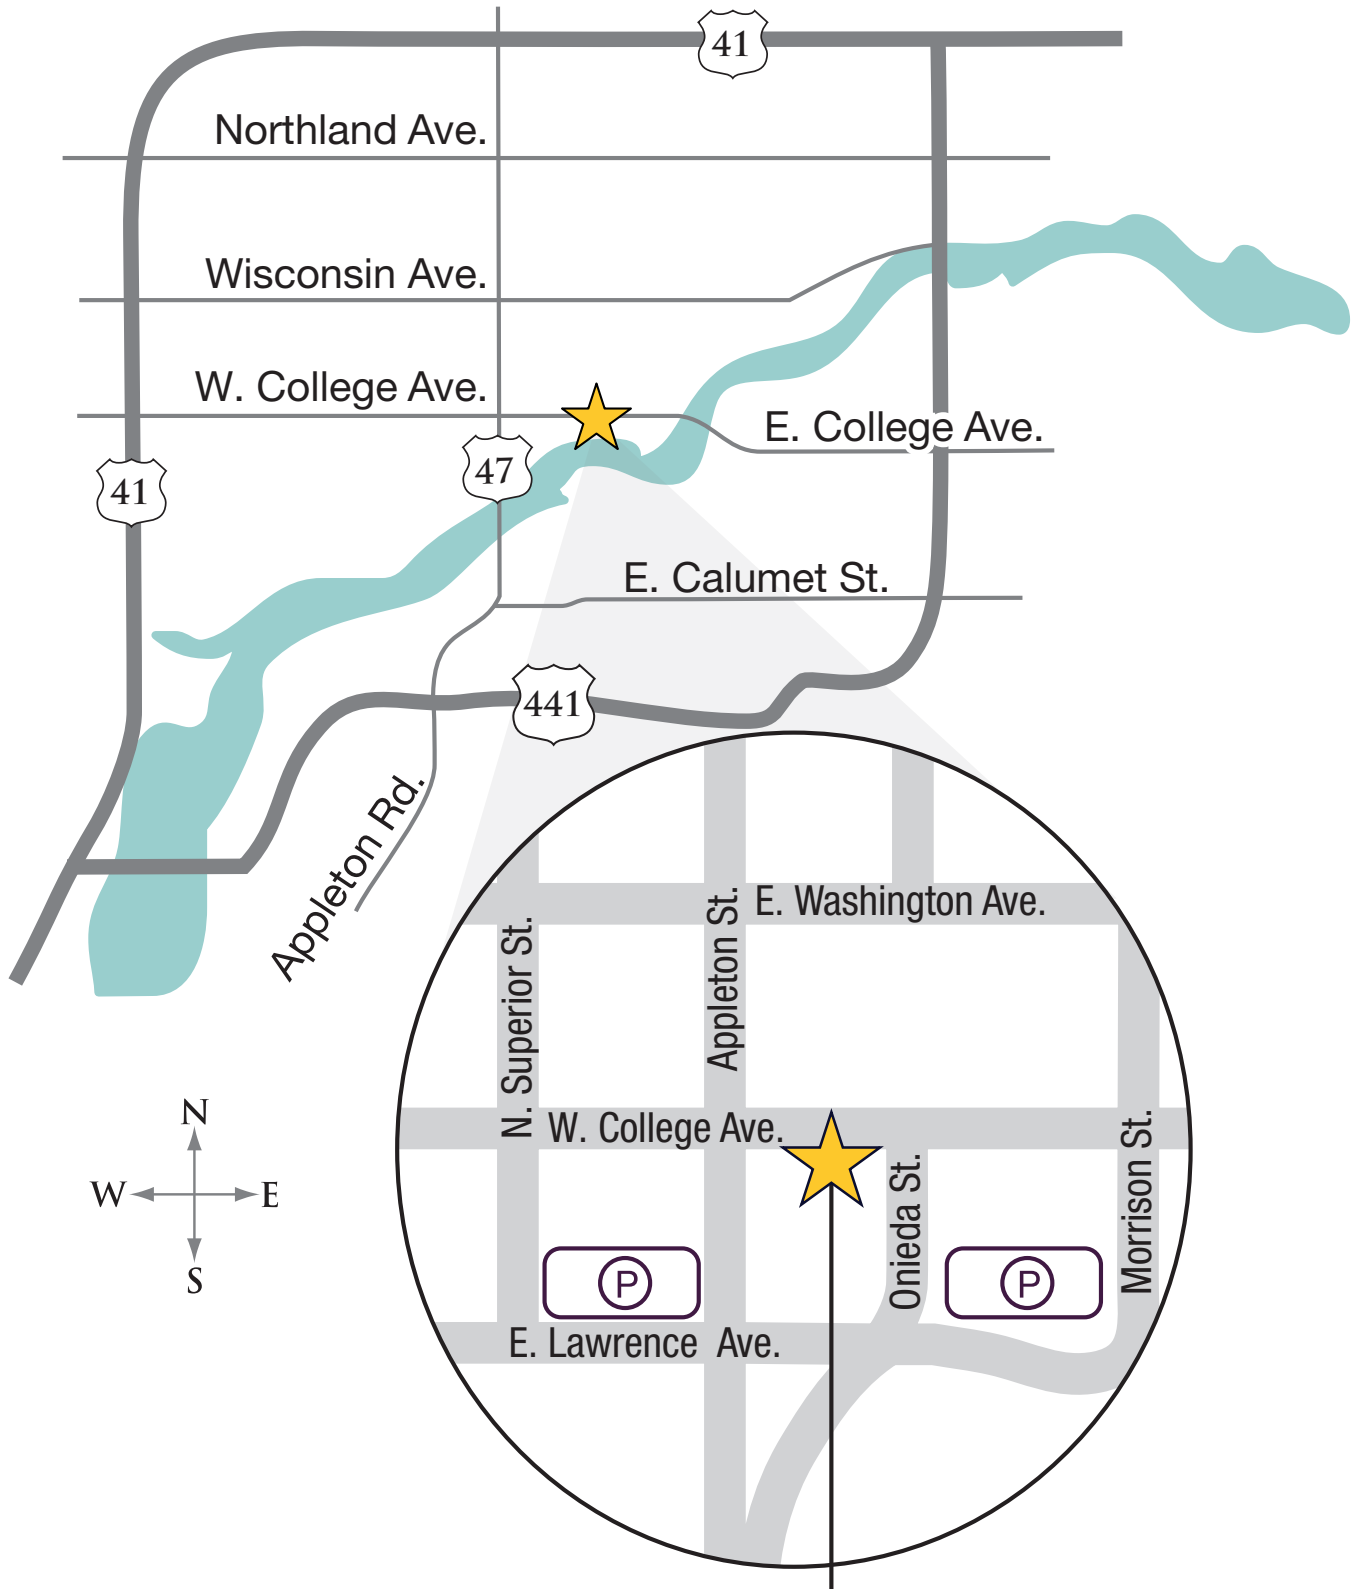 41
Northland Ave.
Wisconsin Ave.
W. College Ave.
E. College Ave.
47
41
E. Calumet St.
441
Appleton Rd.
E. Washington Ave.
Appleton St.
N. Superior St.
N
W
E
S
W. College Ave.
Morrison St.
Onieda St.
P
P
E. Lawrence Ave.